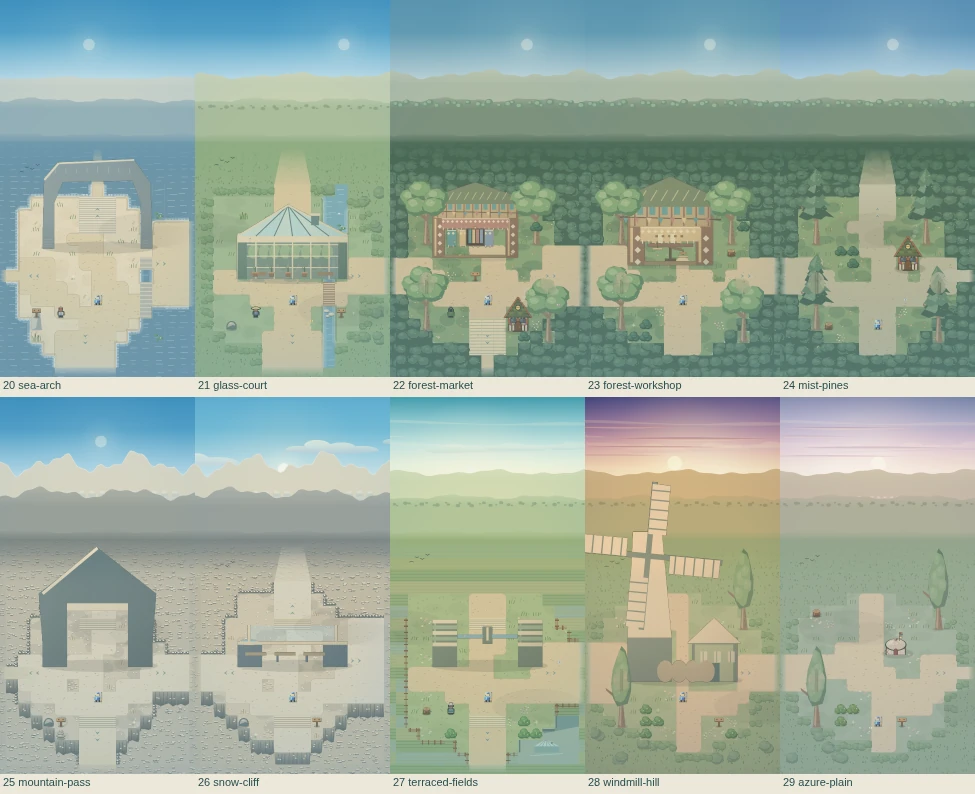 20 sea-arch
21 glass-court
22 forest-market
23 forest-workshop
24 mist-pines
25 mountain-pass
26 snow-cliff
27 terraced-fields
28 windmill-hill
29 azure-plain